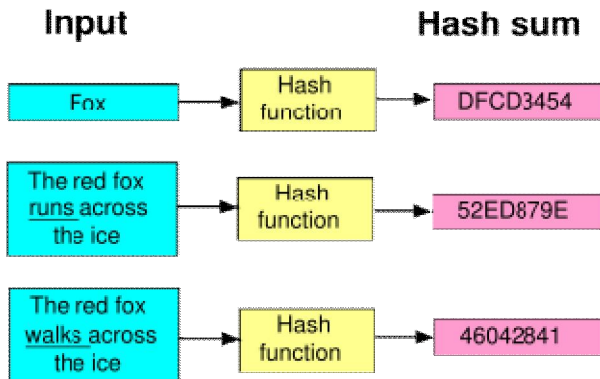 Input
Hash sum
Fox
Hash
function
DFCD3454
The red fox
runs across
the ice
Hash
function
52ED879E
The red fox
walks across
the ice
Hash
function
46042841